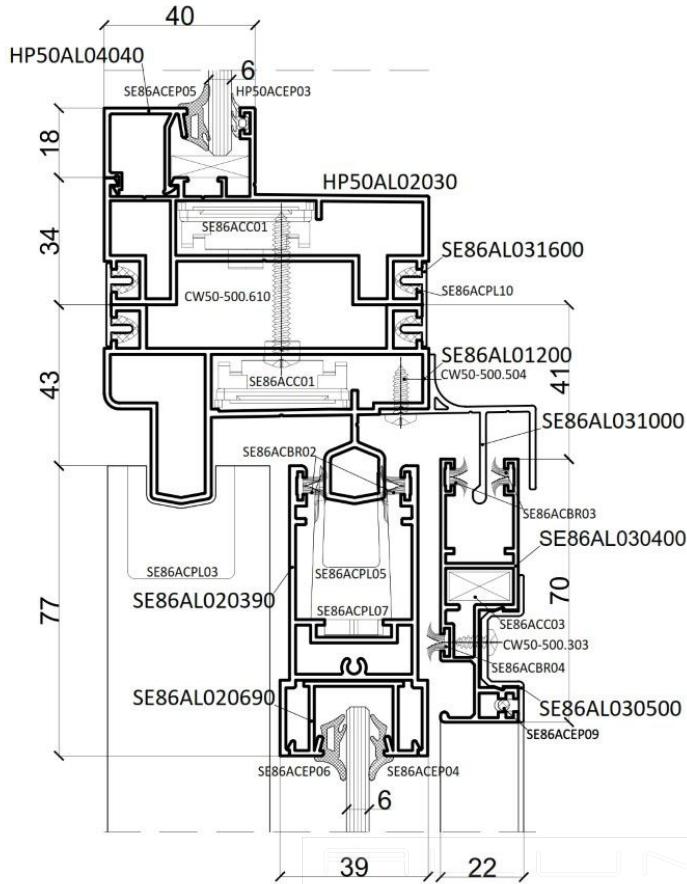 40
HP50AL04040
6
SE86ACEP05
HP50ACEP03
18
HP50AL02030
SE86ACC01
34
SE86AL031600
SE86ACPL10
CW50-500.610
SE86AL01200
CW50-500.504
SE86ACC01
43
41
SE86AL031000
SE86ACBR02
SE86ACBR03
SE86AL030400
SE86ACPL03
SE86ACPL05
SE86AL020390
SE86ACPL07
77
70
SE86ACC03
CW50-500.303
SE86ACBR04
SE86AL020690
SE86AL030500
SE86ACEP09
SE86ACEP06
SE86ACEP04
6
39
22